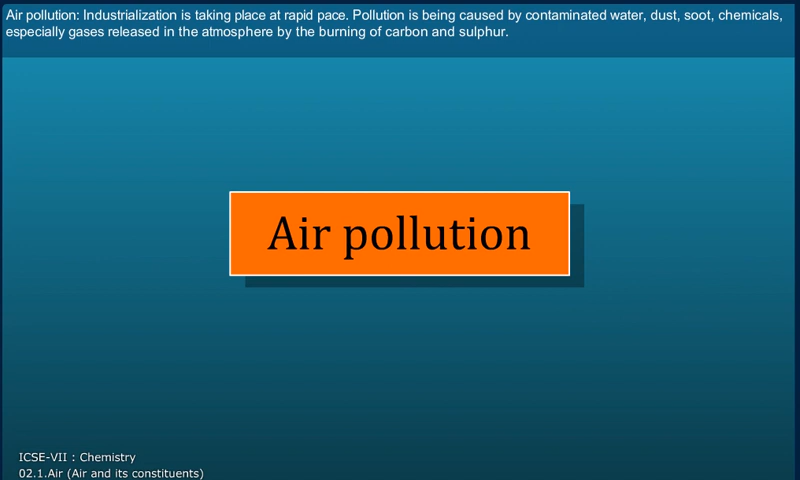 Air pollution: Industrialization is taking place at rapid pace. Pollution is being caused by contaminated water, dust, soot, chemicals,
especially gases released in the atmosphere by the burning of carbon and sulphur.
Air pollution
ICSE-VII : Chemistry
02.1.Air (Air and its constituents)